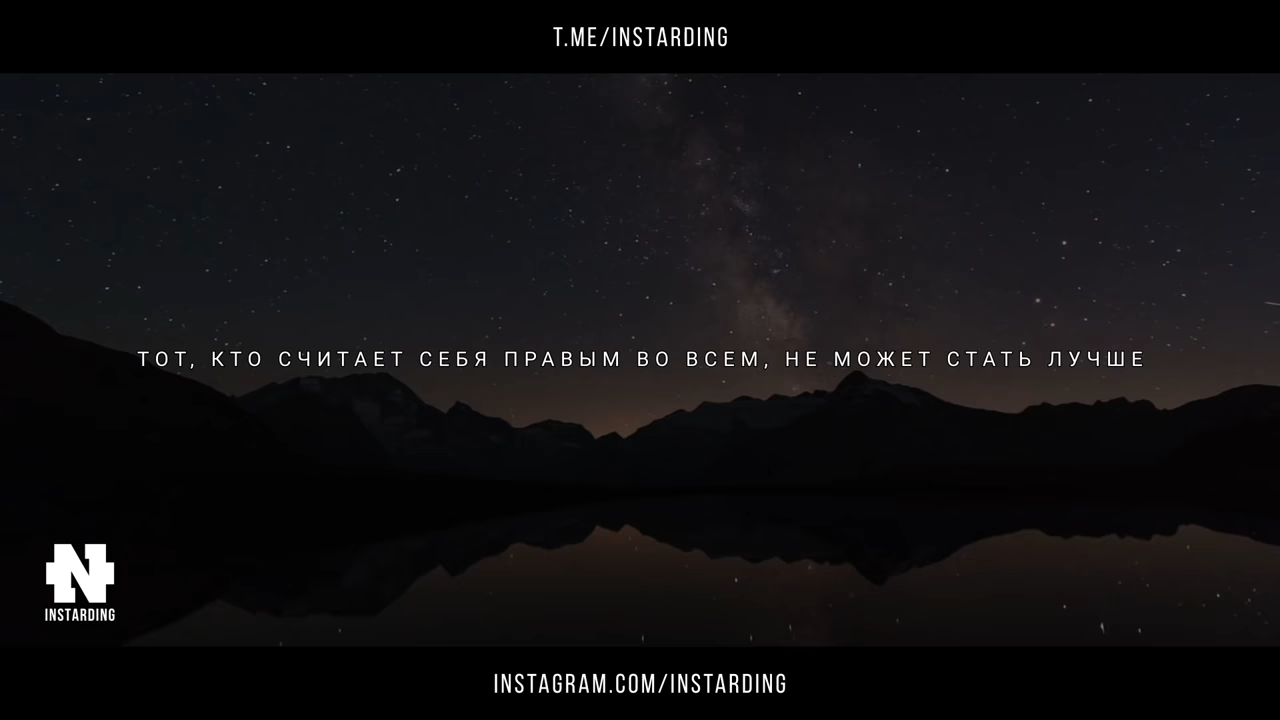 T.ME/INSTARDING
ТОТ, КТО СЧИТАЕТ СЕБЯ ПРАВЫМ ВО ВСЕМ, НЕ МОЖЕТ СТАТЬ ЛУЧШЕ
N
INSTARDING
INSTAGRAM.COM/INSTARDING